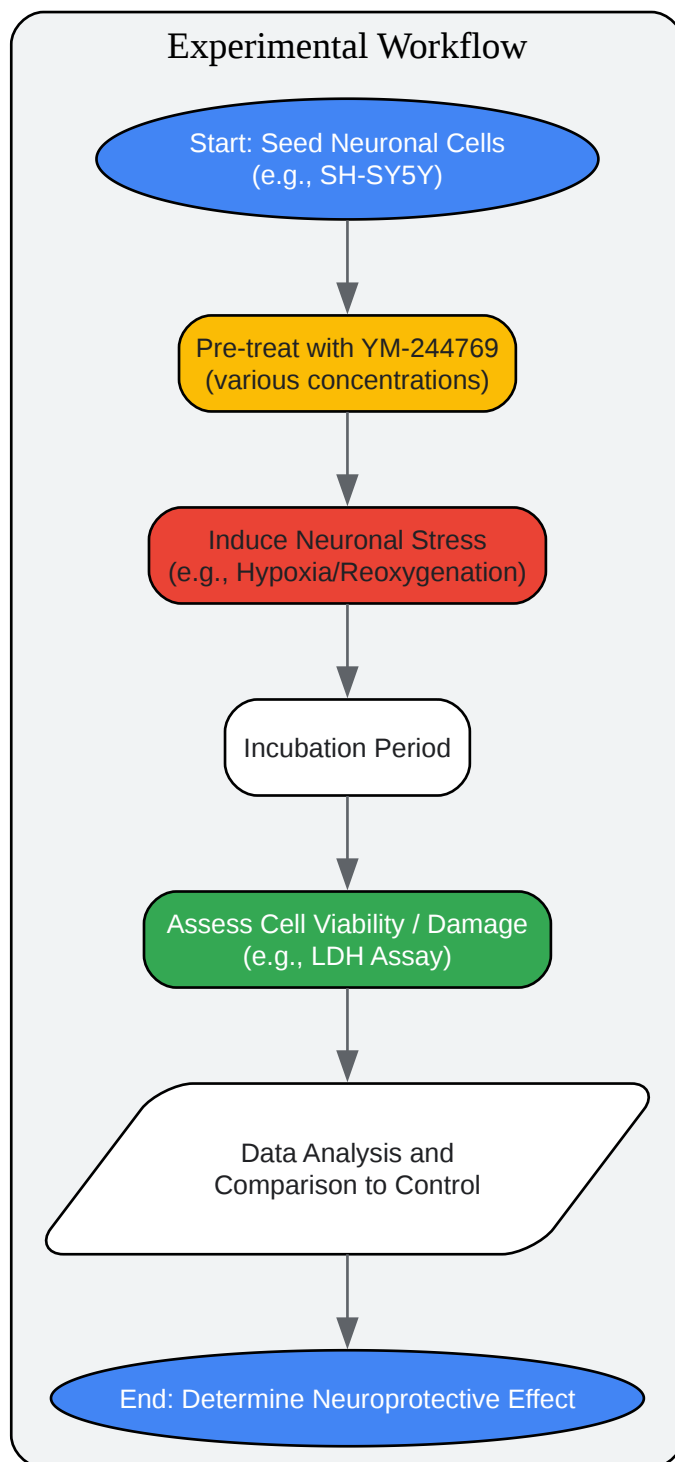 Experimental Workflow
Start: Seed Neuronal Cells
(e.g., SH-SY5Y)
Pre-treat with YM-244769
(various concentrations)
Induce Neuronal Stress
(e.g., Hypoxia/Reoxygenation)
Incubation Period
Assess Cell Viability / Damage
(e.g., LDH Assay)
Data Analysis and
Comparison to Control
End: Determine Neuroprotective Effect